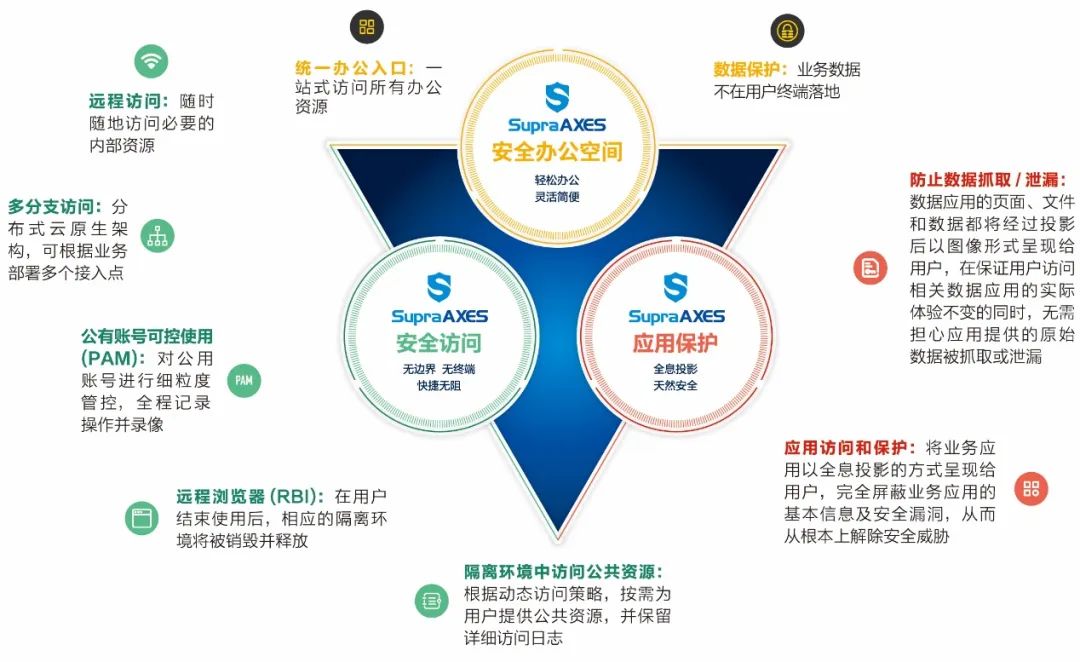 统一办公入口：一
站式访问所有办公
资源
数据保护：业务数据
不在用户终端落地
远程访问：随时
随地访问必要的
内部资源
SupraAXES
安全办公空间
轻松办公
灵活简便
多分支访问：分
布式云原生架
构，可根据业务
部署多个接入点
防止数据抓取/泄漏：
数据应用的页面、文件
和数据都将经过投影
后以图像形式呈现给
用户，在保证用户访问
相关数据应用的实际
体验不变的同时，无需
担心应用提供的原始
数据被抓取或泄漏
SupraAXES
安全访问
无边界 无终端
快捷无阻
SupraAXES
应用保护
全息投影
天然安全
公有账号可控使用
(PAM)：对公用
账号进行细粒度
管控，全程记录
操作并录像
PAM
应用访问和保护：将业务应
用以全息投影的方式呈现给
用户，完全屏蔽业务应用的
基本信息及安全漏洞，从而
从根本上解除安全威胁
远程浏览器(RBI)：在用户
结束使用后，相应的隔离环
境将被销毁并释放
隔离环境中访问公共资源：
根据动态访问策略，按需为
用户提供公共资源，并保留
详细访问日志